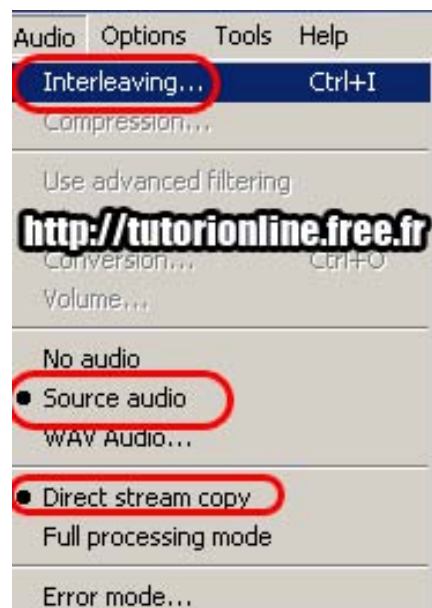 Audio Options Tools Help
Interleaving... Ctrl+I
Compression...
Use advanced filtering
http://tutorionline.free.fr
Conversion... Ctrl+O
Volume...
No audio
Source audio
WAV Audio...
Direct stream copy
Full processing mode
Error mode...